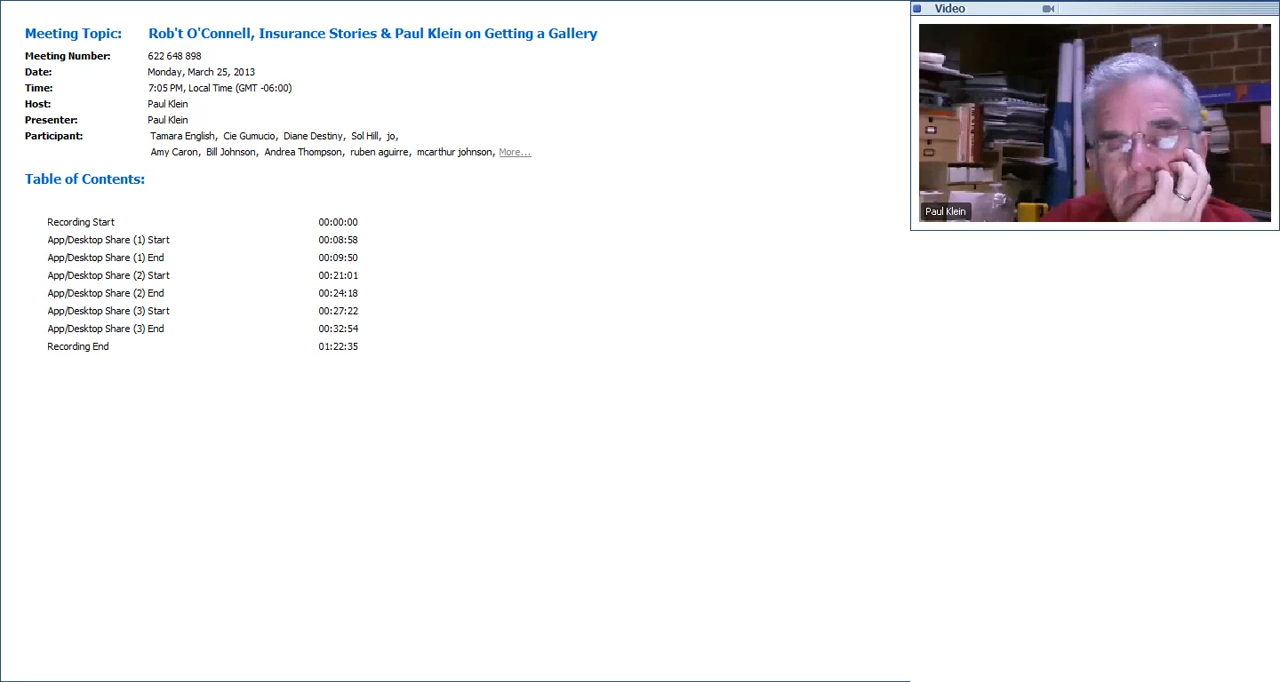 Meeting Topic: Rob't O'Connell, Insurance Stories & Paul Klein on Getting a Gallery
Meeting Number: 622 648 898
Date: Monday, March 25, 2013
Time: 7:05 PM, Local Time (GMT -06:00)
Host: Paul Klein
Presenter: Paul Klein
Participant: Tamara English, Cie Gumucio, Diane Destiny, Sol Hill, jo,
Amy Caron, Bill Johnson, Andrea Thompson, ruben aguirre, mcarthur johnson, More...
Table of Contents:
Recording Start 00:00:00
App/Desktop Share (1) Start 00:08:58
App/Desktop Share (1) End 00:09:50
App/Desktop Share (2) Start 00:21:01
App/Desktop Share (2) End 00:24:18
App/Desktop Share (3) Start 00:27:22
App/Desktop Share (3) End 00:32:54
Recording End 01:22:35
Video
Paul Klein